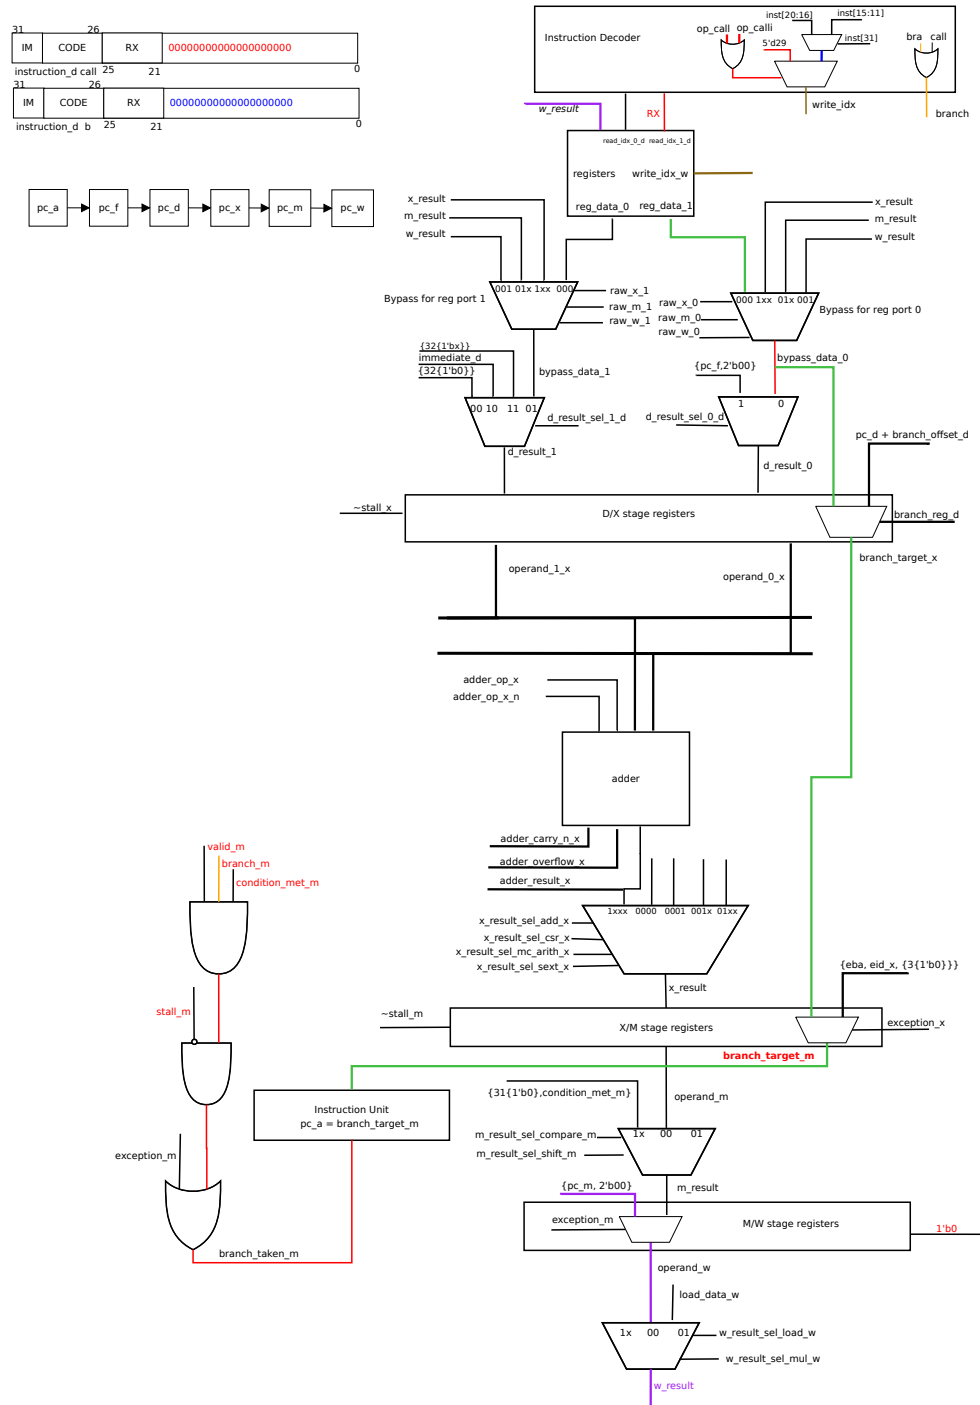 31 26
IM CODE RX 00000000000000000000
instruction_d call 25 21 0
31 26
IM CODE RX 00000000000000000000
instruction_d b 25 21 0
pc_a pc_f pc_d pc_x pc_m pc_w
Instruction Decoder
op_call op_calli
inst[20:16] inst[15:11]
5'd29
inst[31]
bra call
write_idx
branch
w_result
RX
read_idx_0_d read_idx_1_d
registers write_idx_w
reg_data_0 reg_data_1
x_result
m_result
w_result
001 01x 1xx 000
Bypass for reg port 1
raw_x_1
raw_m_1
raw_w_1
x_result
m_result
w_result
000 1xx 01x 001
raw_x_0
raw_m_0
raw_w_0
Bypass for reg port 0
{32{1'bx}}
immediate_d
{32{1'b0}}
bypass_data_1
00 10 11 01
d_result_sel_1_d
d_result_1
{pc_f,2'b00}
bypass_data_0
1 0
d_result_sel_0_d
d_result_0
pc_d + branch_offset_d
~stall_x
D/X stage registers
branch_reg_d
branch_target_x
operand_1_x
operand_0_x
adder_op_x
adder_op_x_n
adder
adder_carry_n_x
adder_overflow_x
adder_result_x
1xxx 0000 0001 001x 01xx
x_result_sel_add_x
x_result_sel_csr_x
x_result_sel_mc_arith_x
x_result_sel_sext_x
x_result
{eba, eid_x, {3{1'b0}}}
~stall_m
X/M stage registers
exception_x
branch_target_m
valid_m
branch_m
condition_met_m
stall_m
exception_m
branch_taken_m
Instruction Unit
pc_a = branch_target_m
{31{1'b0},condition_met_m}
operand_m
1x 00 01
m_result_sel_compare_m
m_result_sel_shift_m
m_result
{pc_m, 2'b00}
exception_m
M/W stage registers
1'b0
operand_w
load_data_w
1x 00 01
w_result_sel_load_w
w_result_sel_mul_w
w_result